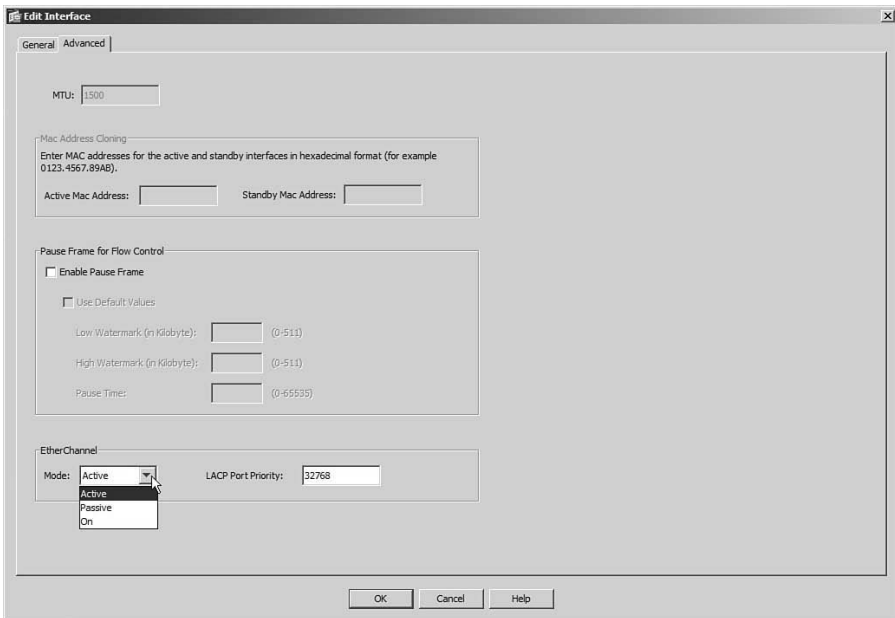 Edit Interface
General Advanced
MTU: 1500
Mac Address Cloning
Enter MAC addresses for the active and standby interfaces in hexadecimal format (for example
0123.4567.89AB).
Active Mac Address: Standby Mac Address:
Pause Frame for Flow Control
Enable Pause Frame
Use Default Values
Low Watermark (in Kilobyte): (0-511)
High Watermark (in Kilobyte): (0-511)
Pause Time: (0-65535)
EtherChannel
Mode: Active LACP Port Priority: 32768
Active
Passive
On
OK Cancel Help